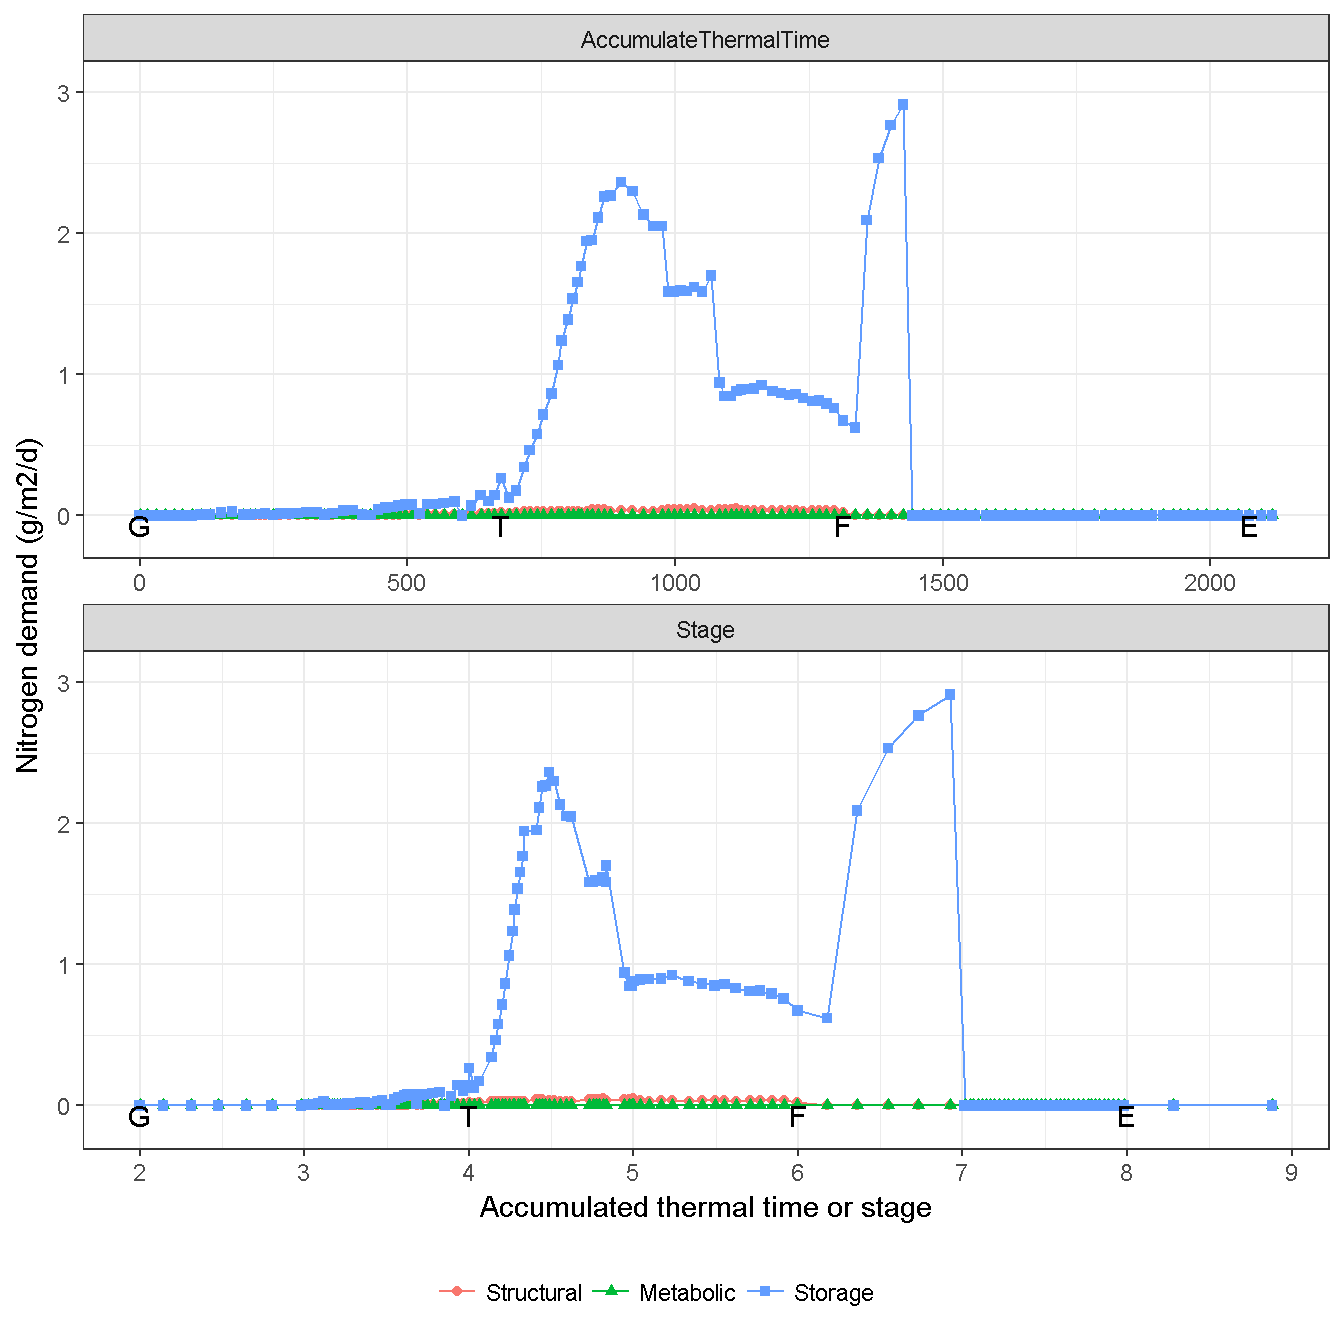 AccumulateThermalTime
3
2
1
0
G
T
F
E
0
500
1000
1500
2000
Nitrogen demand (g/m2/d)
Stage
3
2
1
0
G
T
F
E
2
3
4
5
6
7
8
9
Accumulated thermal time or stage
Structural
Metabolic
Storage